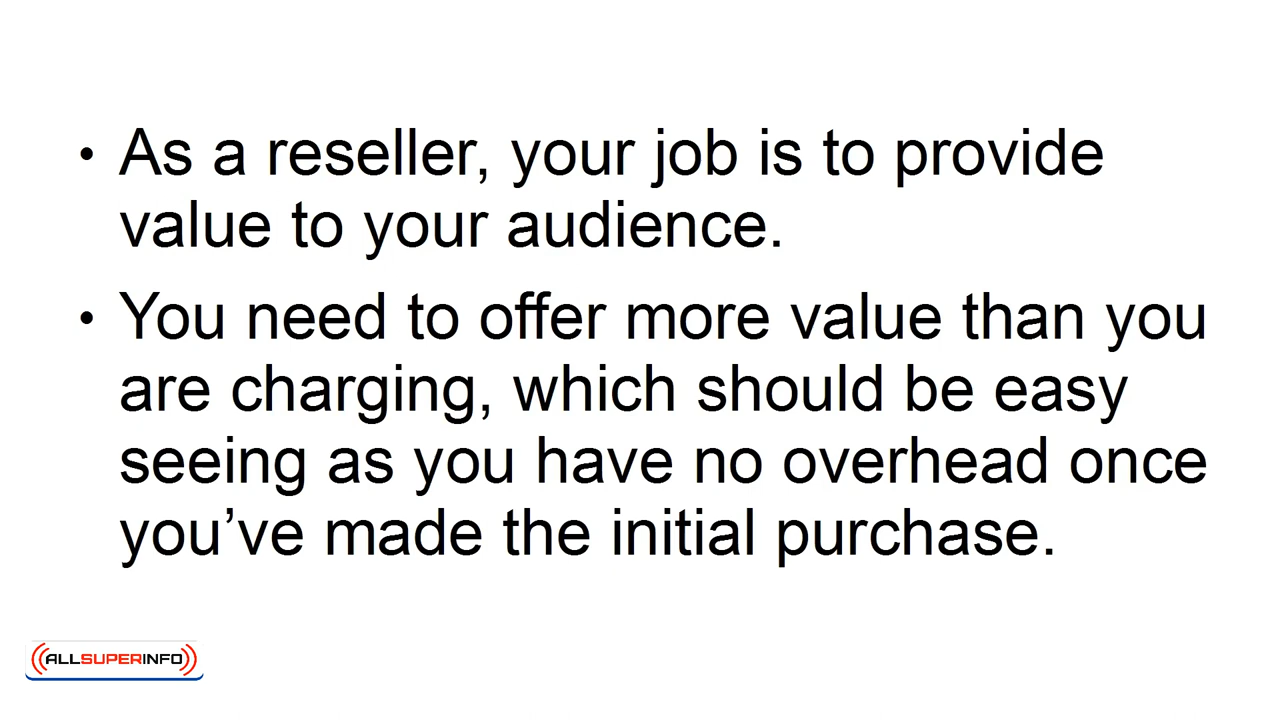 • As a reseller, your job is to provide
value to your audience.
• You need to offer more value than you
are charging, which should be easy
seeing as you have no overhead once
you’ve made the initial purchase.
ALLSUPERINFO